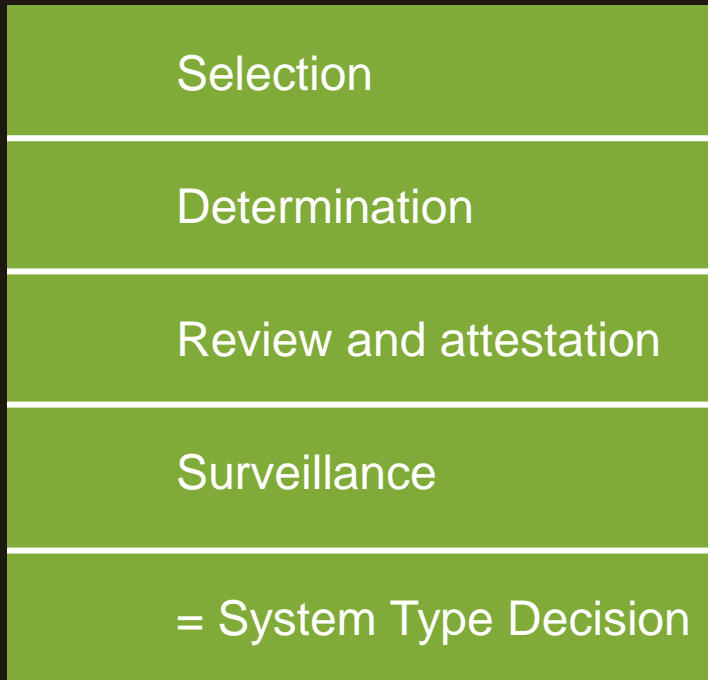 Selection
Determination
Review and attestation
Surveillance
= System Type Decision